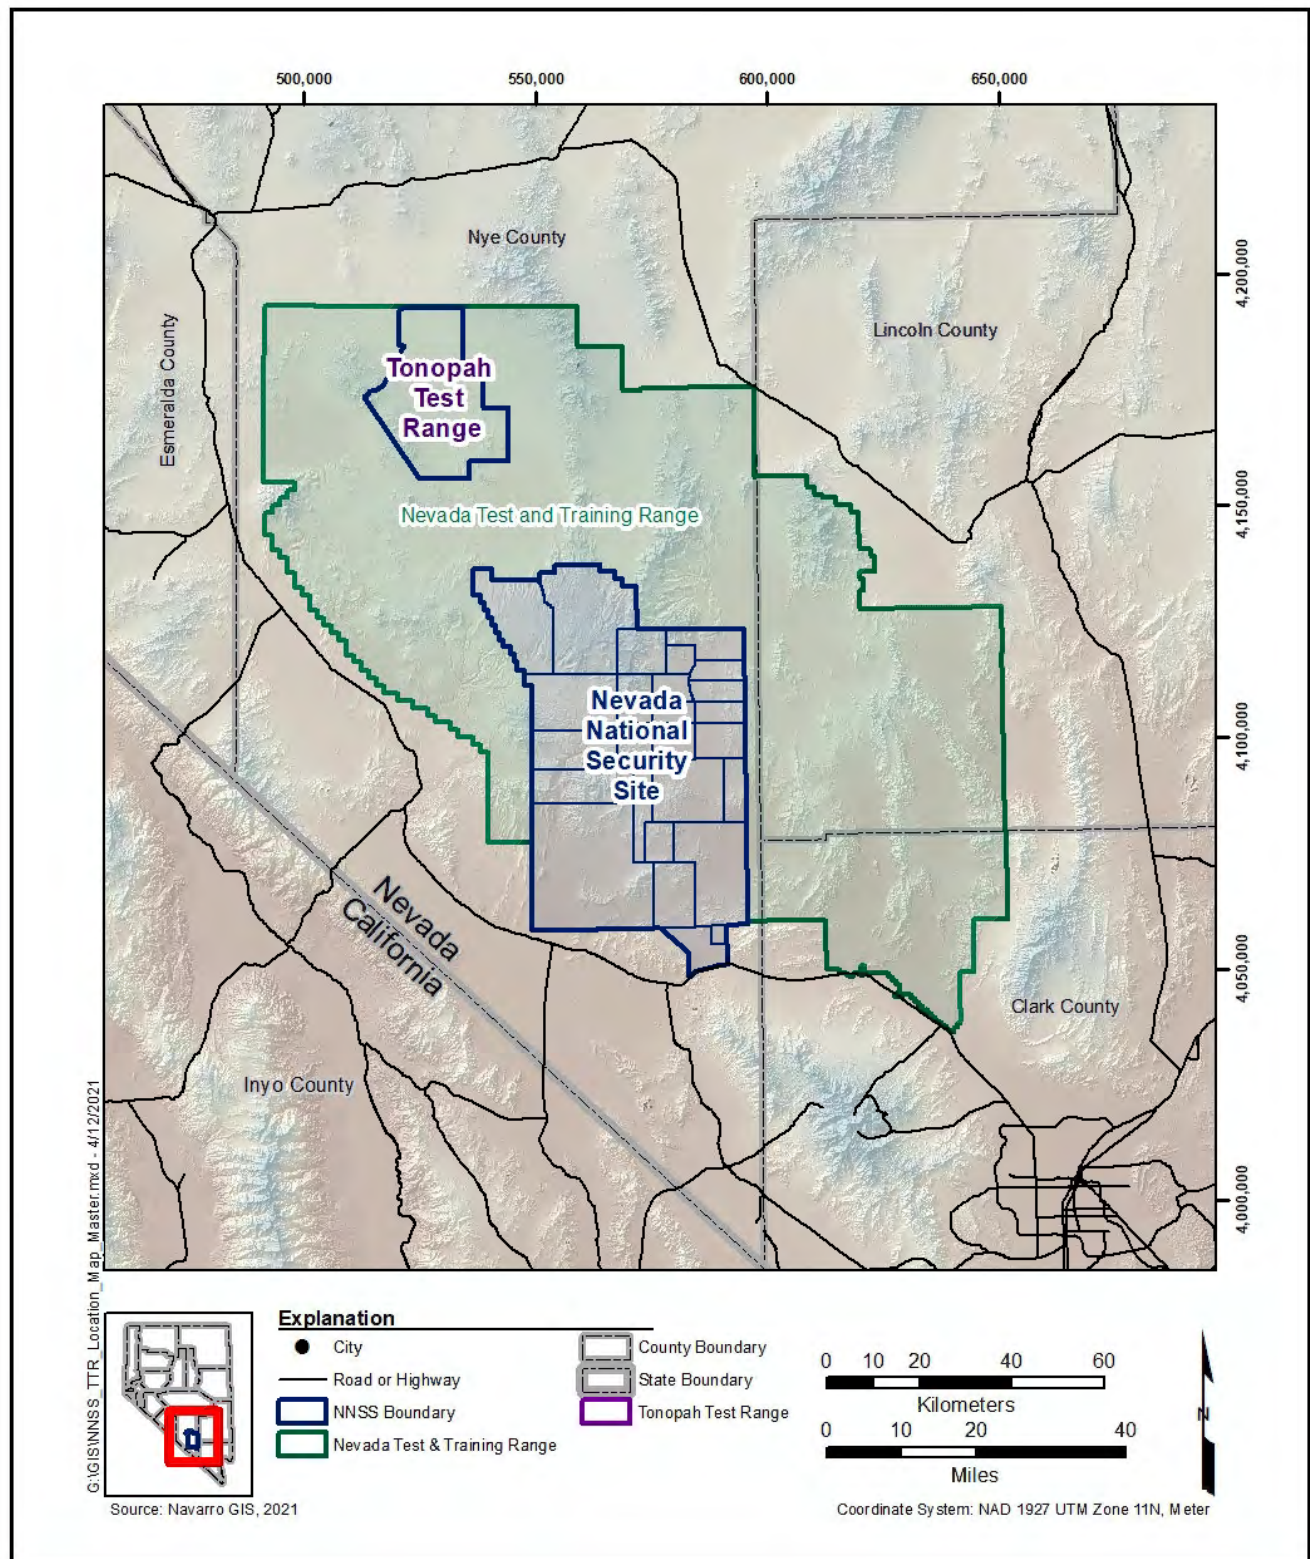 500,000
550,000
600,000
650,000
4,200,000
4,150,000
4,100,000
4,050,000
4,000,000
Nye County
Lincoln County
Esmeralda County
Tonopah
Test
Range
Nevada Test and Training Range
Nevada
National
Security
Site
Nevada
California
Clark County
Inyo County
G:\GIS\NNSS_TTR_Location_Map_Master.mxd - 4/12/2021
Explanation
City
Road or Highway
NNSS Boundary
Nevada Test & Training Range
County Boundary
State Boundary
Tonopah Test Range
0 10 20 40 60
Kilometers
0 10 20 40
Miles
N
Source: Navarro GIS, 2021
Coordinate System: NAD 1927 UTM Zone 11N, Meter